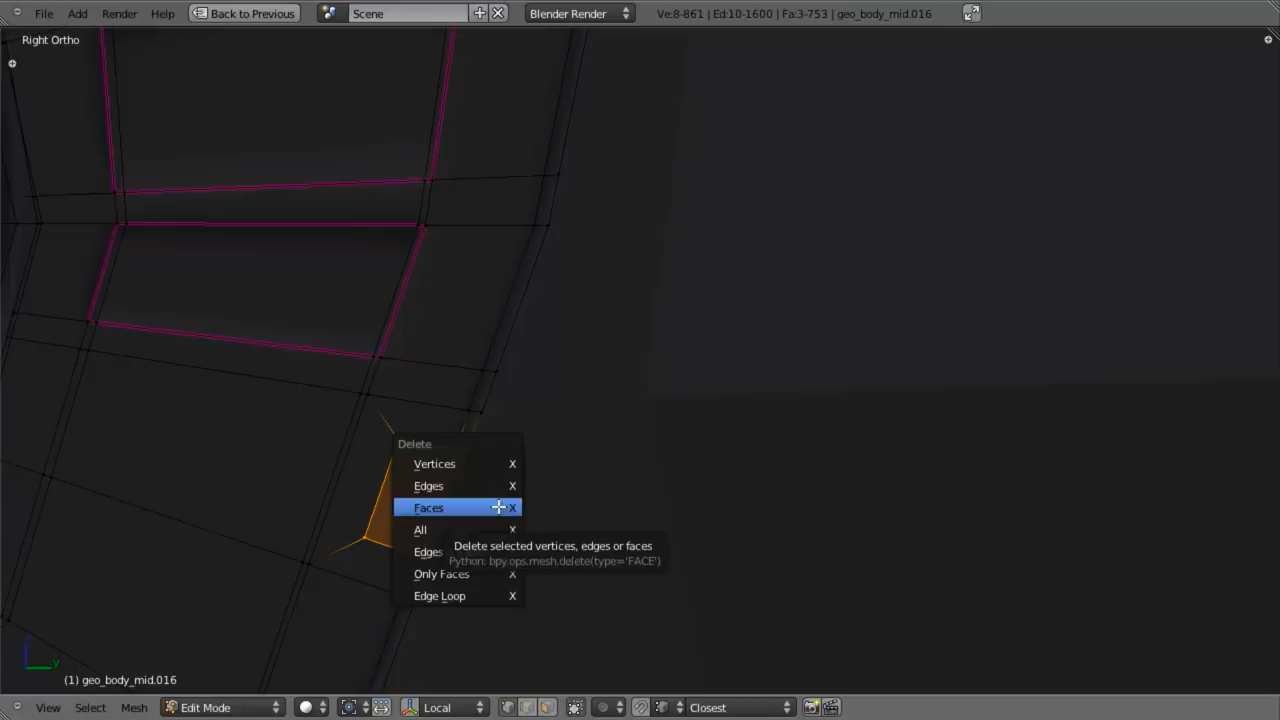 File Add Render Help Back to Previous Scene Blender Render Ve:8-861 | Ed:10-1600 | Fa:3-753 | geo_body_mid.016
Right Ortho
Delete
Vertices X
Edges X
Faces X
All X
Edges
Delete selected vertices, edges or faces
Python: bpy.ops.mesh.delete(type='FACE')
Only Faces X
Edge Loop X
y
(1) geo_body_mid.016
View Select Mesh Edit Mode Local Closest